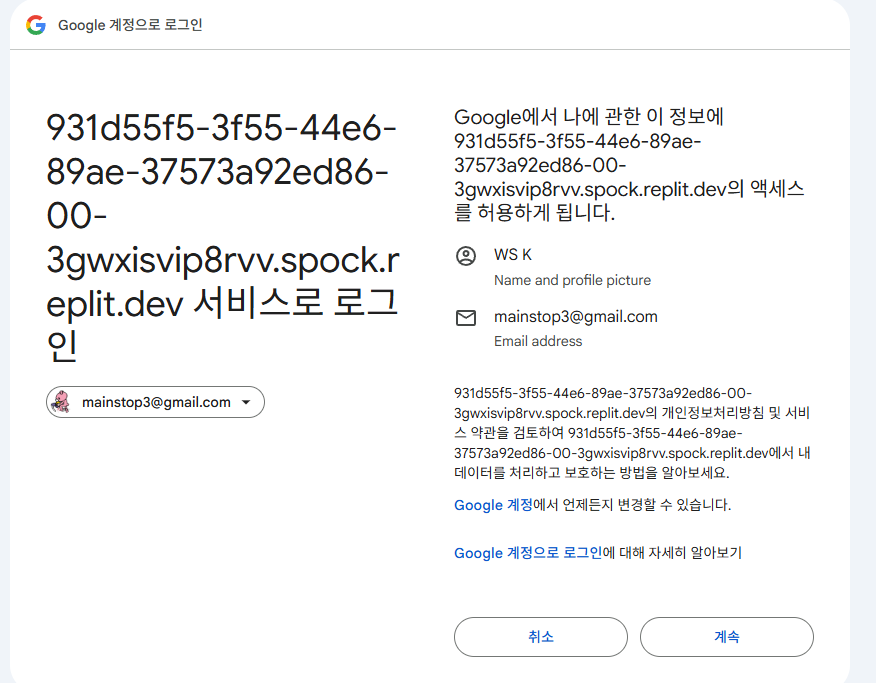 Google 계정으로 로그인
931d55f5-3f55-44e6-
89ae-37573a92ed86-
00-
3gwxisvip8rvv.spock.r
eplit.dev 서비스로 로그
인
mainstop3@gmail.com
Google에서 나에 관한 이 정보에
931d55f5-3f55-44e6-89ae-
37573a92ed86-00-
3gwxisvip8rvv.spock.replit.dev의 액세스
를 허용하게 됩니다.
WS K
Name and profile picture
mainstop3@gmail.com
Email address
931d55f5-3f55-44e6-89ae-37573a92ed86-00-
3gwxisvip8rvv.spock.replit.dev의 개인정보처리방침 및 서비
스 약관을 검토하여 931d55f5-3f55-44e6-89ae-
37573a92ed86-00-3gwxisvip8rvv.spock.replit.dev에서 내
데이터를 처리하고 보호하는 방법을 알아보세요.
Google 계정에서 언제든지 변경할 수 있습니다.
Google 계정으로 로그인에 대해 자세히 알아보기
취소
계속